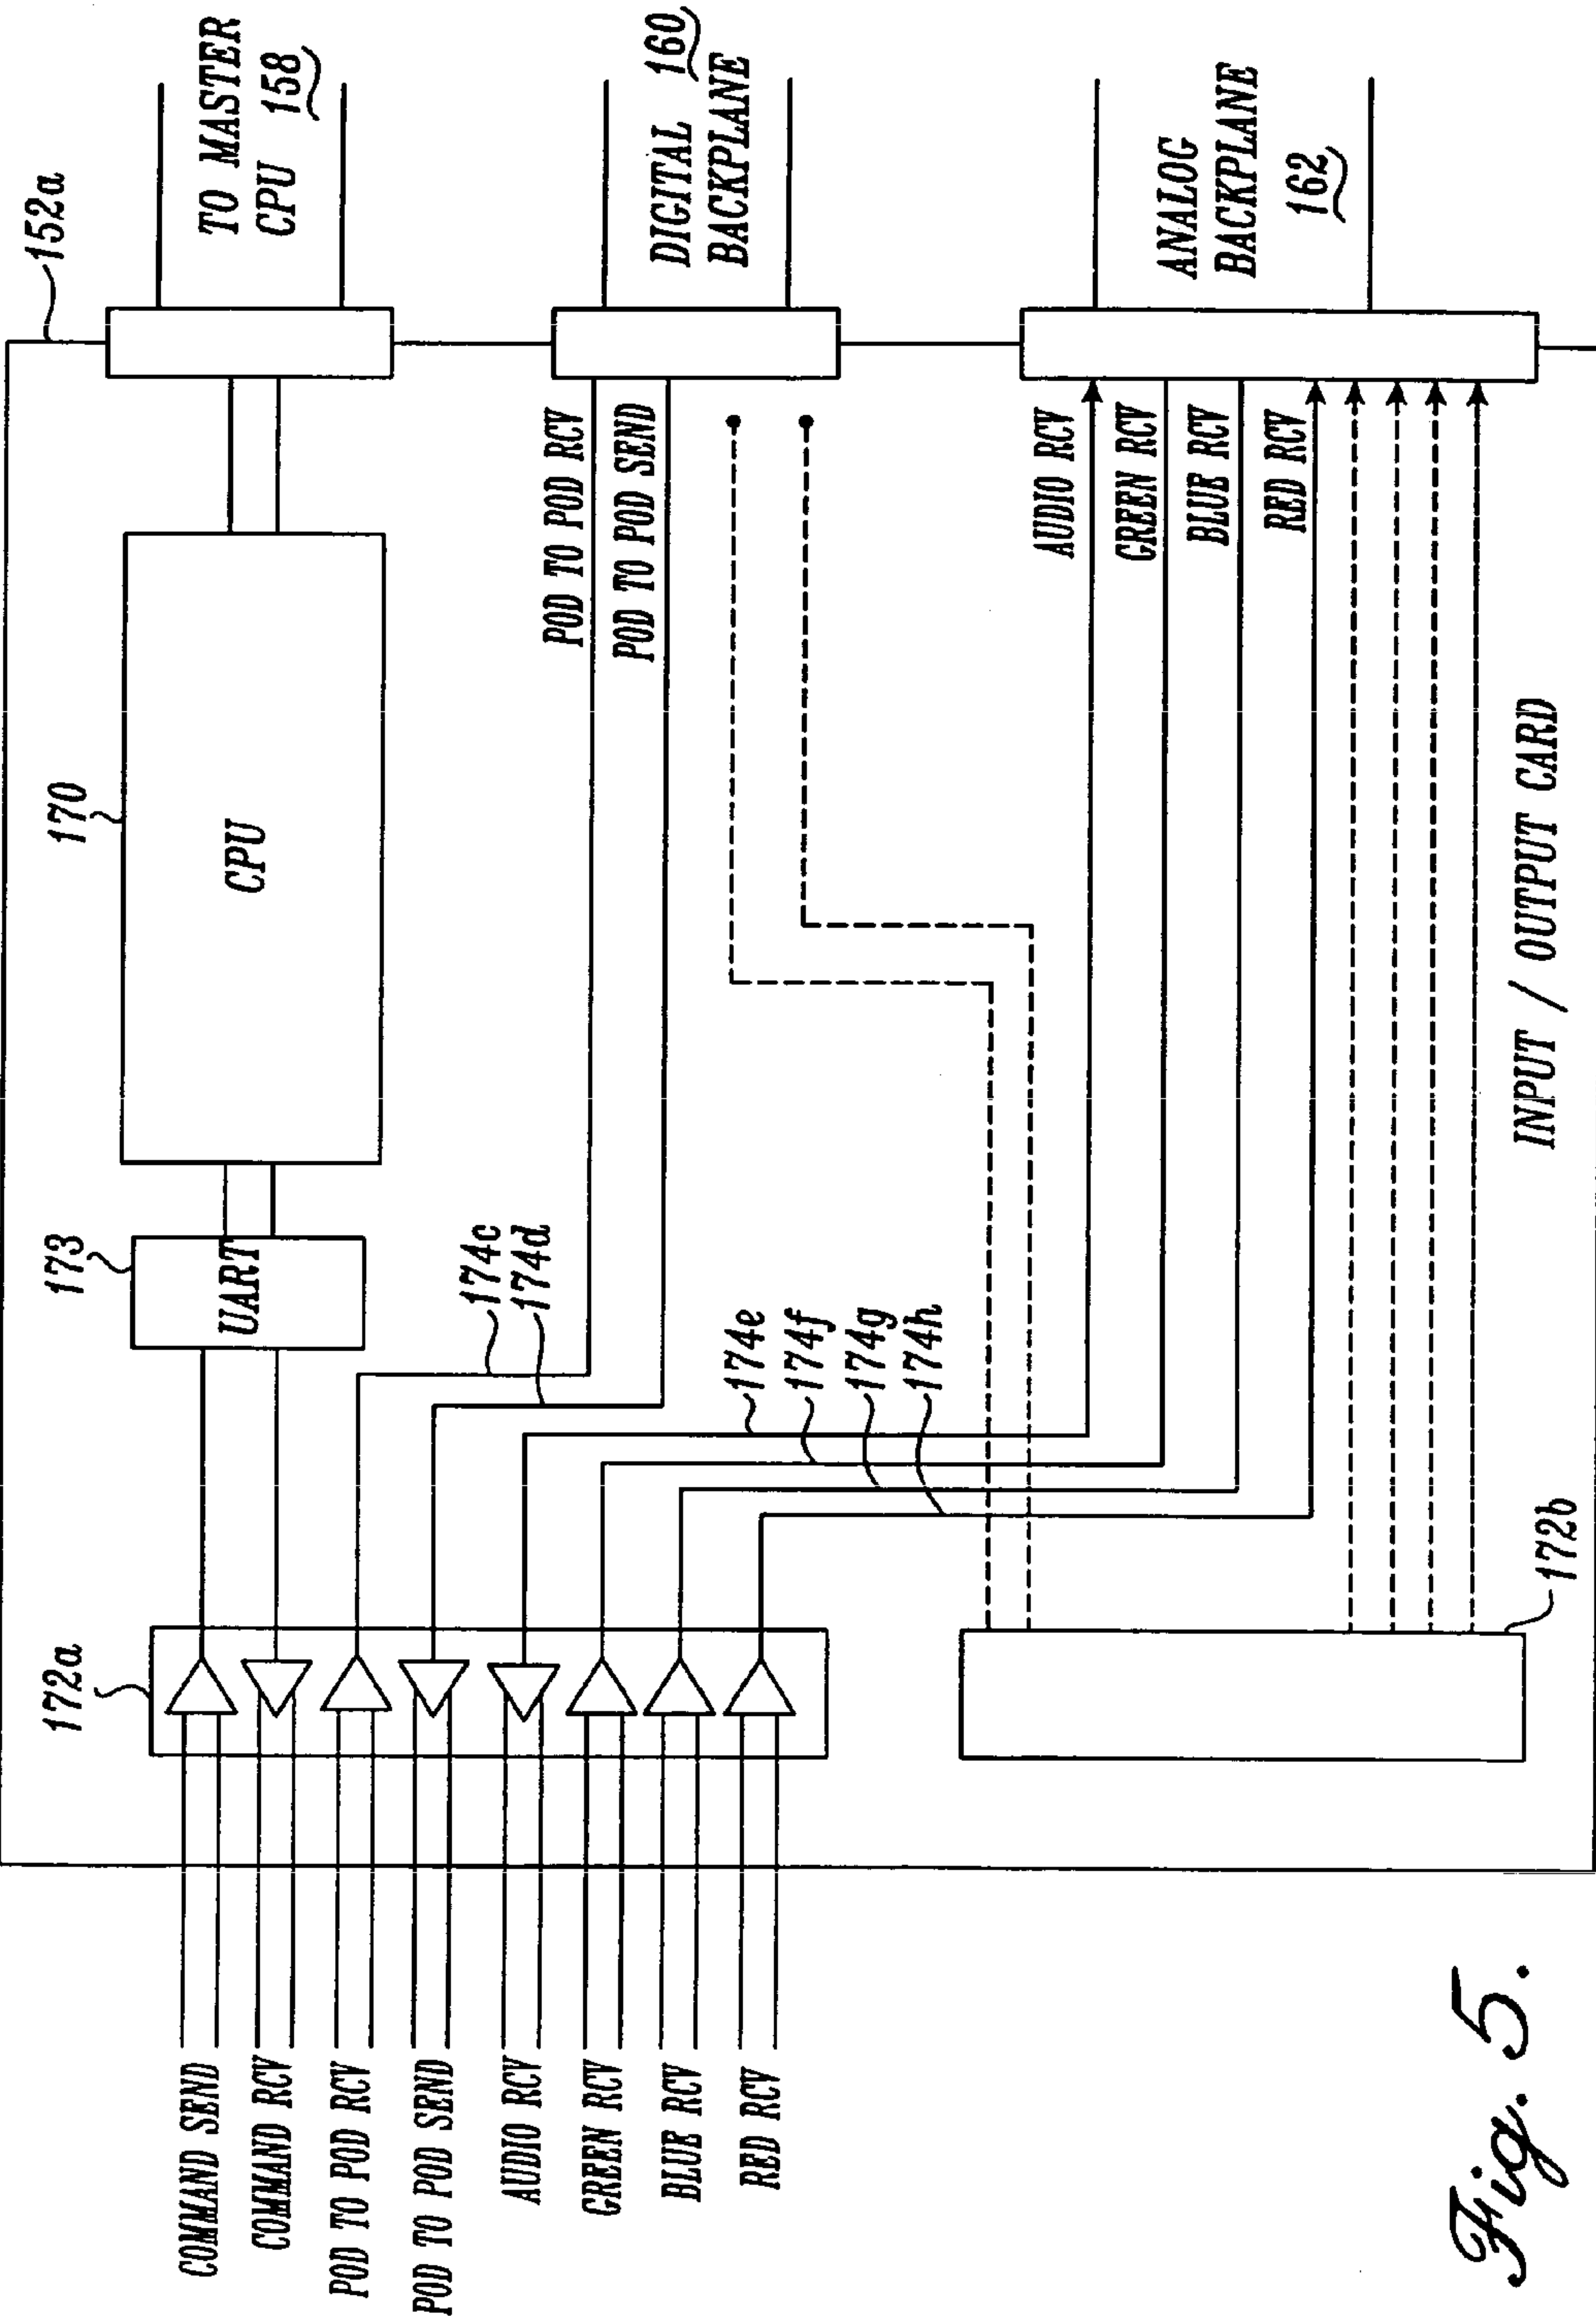 152a
TO MASTER
CPU 158
170
CPU
173
UART
172a
COMMAND SEND
COMMAND RCV
POD TO POD RCV
POD TO POD SEND
AUDIO RCV
GREEN RCV
BLUE RCV
RED RCV
174c
174d
174e
174f
174g
174h
POD TO POD RCV
POD TO POD SEND
DIGITAL 160
BACKPLANE
AUDIO RCV
GREEN RCV
BLUE RCV
RED RCV
ANALOG
BACKPLANE
162
172b
INPUT / OUTPUT CARD
Fig. 5.